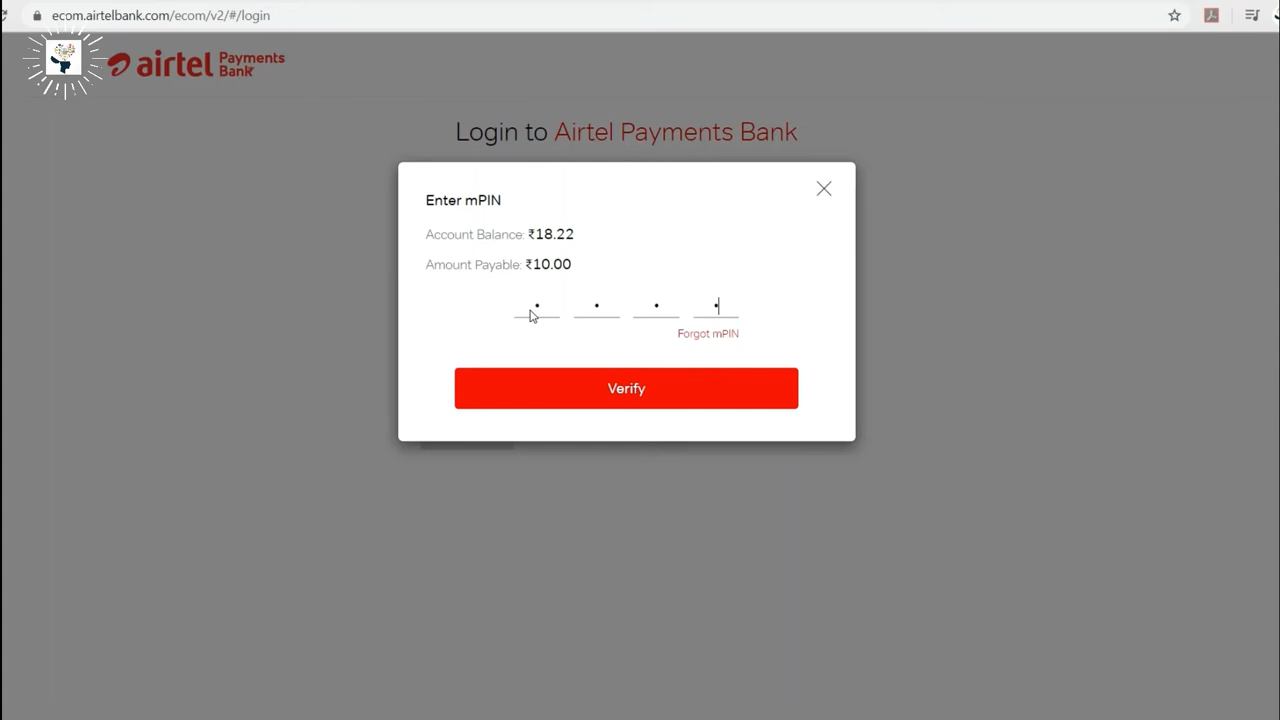 ecom.airtelbank.com/ecom/v2/#/login
airtel Payments Bank
Login to Airtel Payments Bank
Enter mPIN
Account Balance: ₹18.22
Amount Payable: ₹10.00
Forgot mPIN
Verify